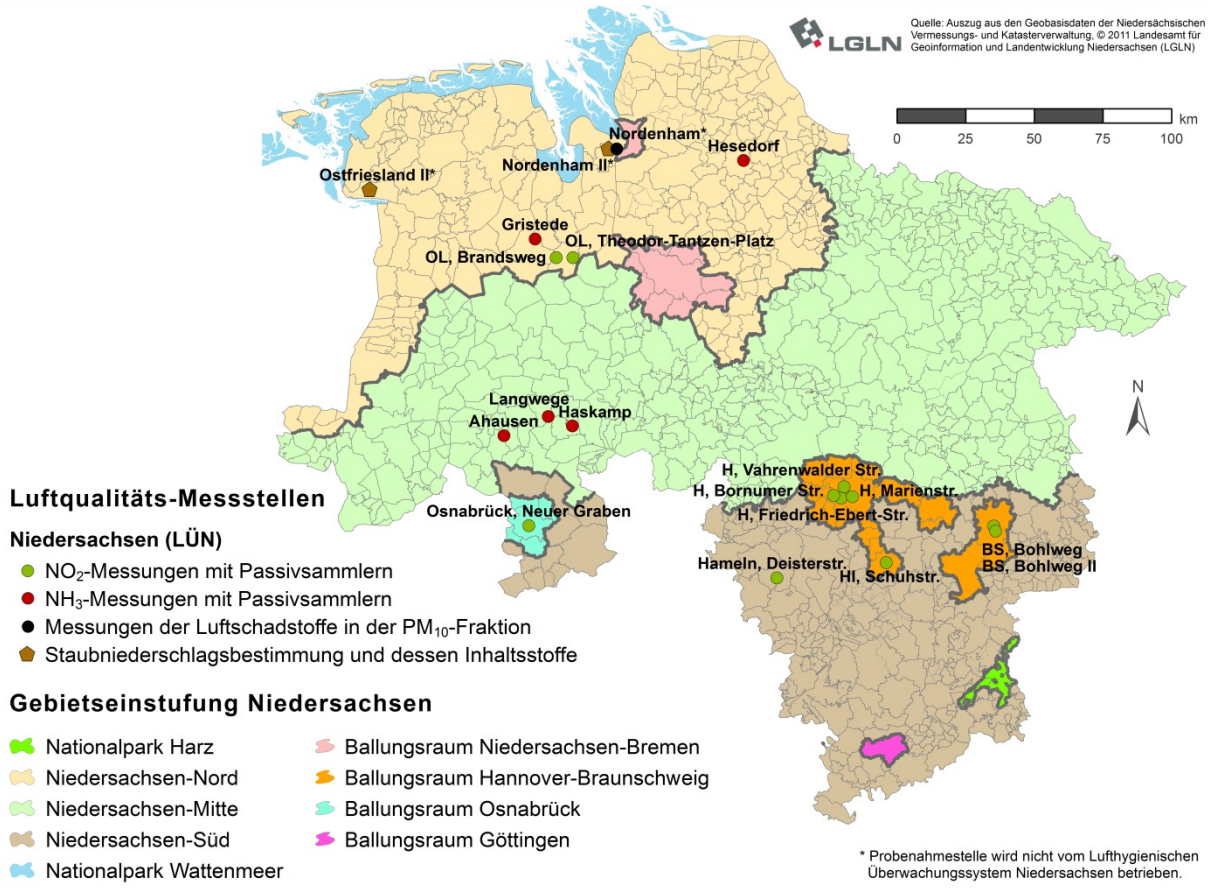 LGLN
Quelle: Auszug aus den Geobasisdaten der Niedersächsischen
Vermessungs- und Katasterverwaltung, © 2011 Landesamt für
Geoinformation und Landentwicklung Niedersachsen (LGLN)
0 25 50 75 100 km
Nordenham*
Nordenham II*
Hesedorf
Ostfriesland II*
Gristede
OL, Theodor-Tantzen-Platz
OL, Brandsweg
N
Langwege
Haskamp
Ahausen
H, Vahrenwalder Str.
H, Bornumer Str.
H, Marienstr.
H, Friedrich-Ebert-Str.
Osnabrück, Neuer Graben
BS, Bohlweg
BS, Bohlweg II
Hameln, Deisterstr.
HI, Schuhstr.
Luftqualitäts-Messstellen
Niedersachsen (LÜN)
NO₂-Messungen mit Passivsammlern
NH₃-Messungen mit Passivsammlern
Messungen der Luftschadstoffe in der PM₁₀-Fraktion
Staubniederschlagsbestimmung und dessen Inhaltsstoffe
Gebietseinstufung Niedersachsen
Nationalpark Harz
Niedersachsen-Nord
Niedersachsen-Mitte
Niedersachsen-Süd
Nationalpark Wattenmeer
Ballungsraum Niedersachsen-Bremen
Ballungsraum Hannover-Braunschweig
Ballungsraum Osnabrück
Ballungsraum Göttingen
* Probenahmestelle wird nicht vom Lufthygienischen
Überwachungssystem Niedersachsen betrieben.